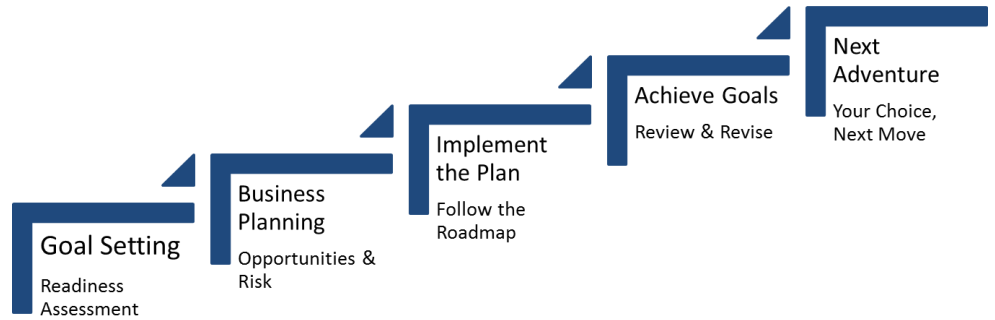 Goal Setting
Readiness
Assessment
Business
Planning
Opportunities &
Risk
Implement
the Plan
Follow the
Roadmap
Achieve Goals
Review & Revise
Next
Adventure
Your Choice,
Next Move